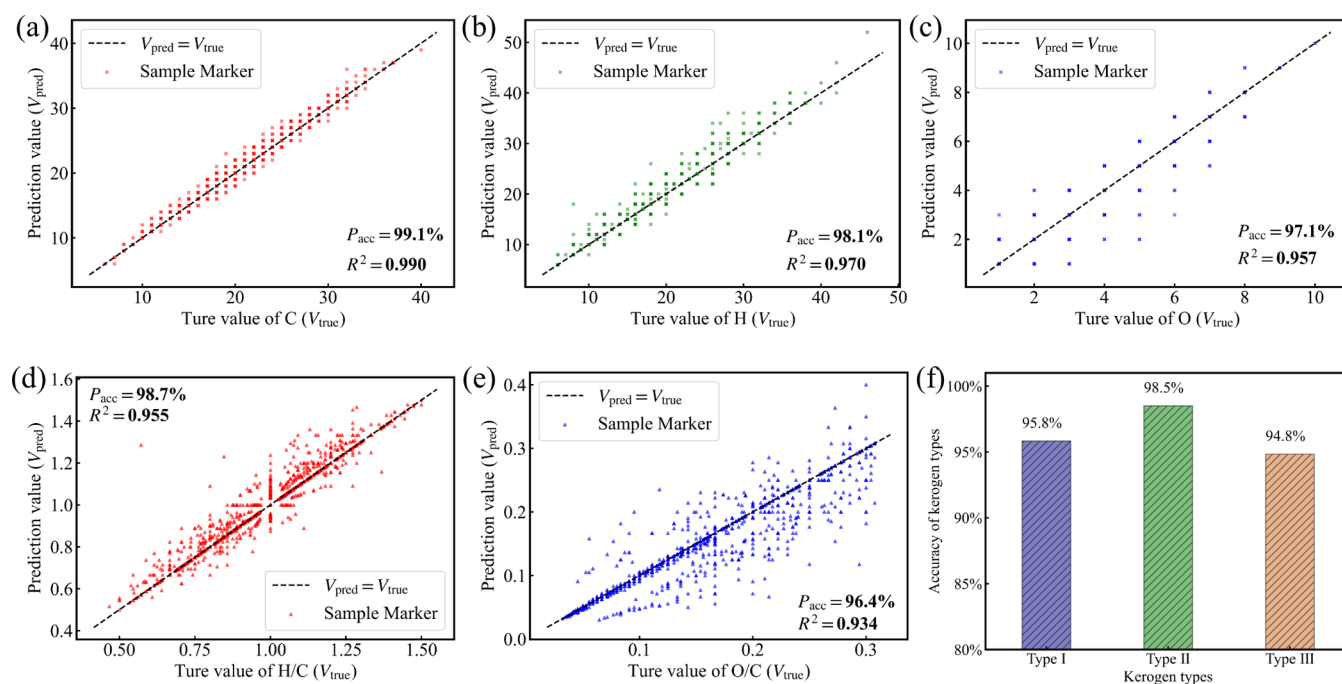 (a)
V_pred = V_true
Sample Marker
P_acc = 99.1%
R² = 0.990
Prediction value (V_pred)
40
30
20
10
10
20
30
40
Ture value of C (V_true)
(b)
V_pred = V_true
Sample Marker
P_acc = 98.1%
R² = 0.970
Prediction value (V_pred)
50
40
30
20
10
10
20
30
40
50
Ture value of H (V_true)
(c)
V_pred = V_true
Sample Marker
P_acc = 97.1%
R² = 0.957
Prediction value (V_pred)
10
8
6
4
2
2
4
6
8
10
Ture value of O (V_true)
(d)
P_acc = 98.7%
R² = 0.955
V_pred = V_true
Sample Marker
Prediction value (V_pred)
1.6
1.4
1.2
1.0
0.8
0.6
0.4
0.50
0.75
1.00
1.25
1.50
Ture value of H/C (V_true)
(e)
V_pred = V_true
Sample Marker
P_acc = 96.4%
R² = 0.934
Prediction value (V_pred)
0.4
0.3
0.2
0.1
0.0
0.1
0.2
0.3
Ture value of O/C (V_true)
(f)
Accuracy of kerogen types
100%
95%
90%
85%
80%
95.8%
98.5%
94.8%
Type I
Type II
Type III
Kerogen types